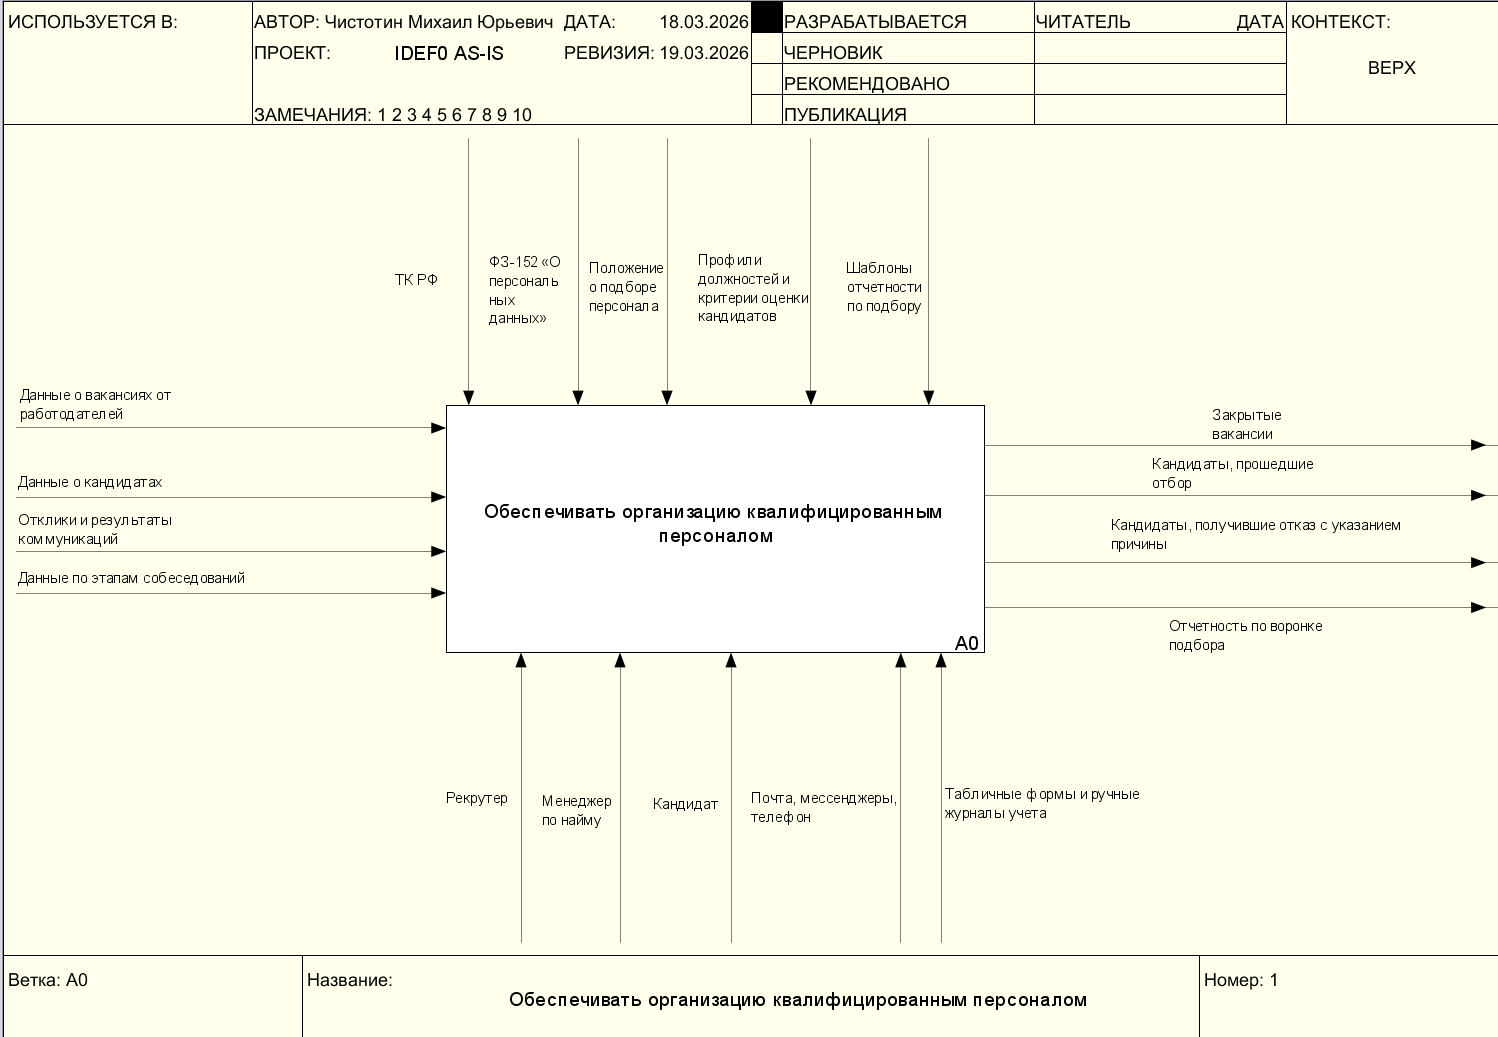 ИСПОЛЬЗУЕТСЯ В:
АВТОР: Чистотин Михаил Юрьевич ДАТА: 18.03.2026
ПРОЕКТ: IDEF0 AS-IS РЕВИЗИЯ: 19.03.2026
ЗАМЕЧАНИЯ: 1 2 3 4 5 6 7 8 9 10
РАЗРАБАТЫВАЕТСЯ
ЧЕРНОВИК
РЕКОМЕНДОВАНО
ПУБЛИКАЦИЯ
ЧИТАТЕЛЬ ДАТА
КОНТЕКСТ:
ВЕРХ
ТК РФ
ФЗ-152 «О
персональ
ных
данных»
Положение
о подборе
персонала
Профили
должностей и
критерии оценки
кандидатов
Шаблоны
отчетности
по подбору
Данные о вакансиях от
работодателей
Данные о кандидатах
Отклики и результаты
коммуникаций
Данные по этапам собеседований
Обеспечивать организацию квалифицированным
персоналом
A0
Закрытые
вакансии
Кандидаты, прошедшие
отбор
Кандидаты, получившие отказ с указанием
причины
Отчетность по воронке
подбора
Рекрутер
Менеджер
по найму
Кандидат
Почта, мессенджеры,
телефон
Табличные формы и ручные
журналы учета
Ветка: A0
Название:
Обеспечивать организацию квалифицированным персоналом
Номер: 1